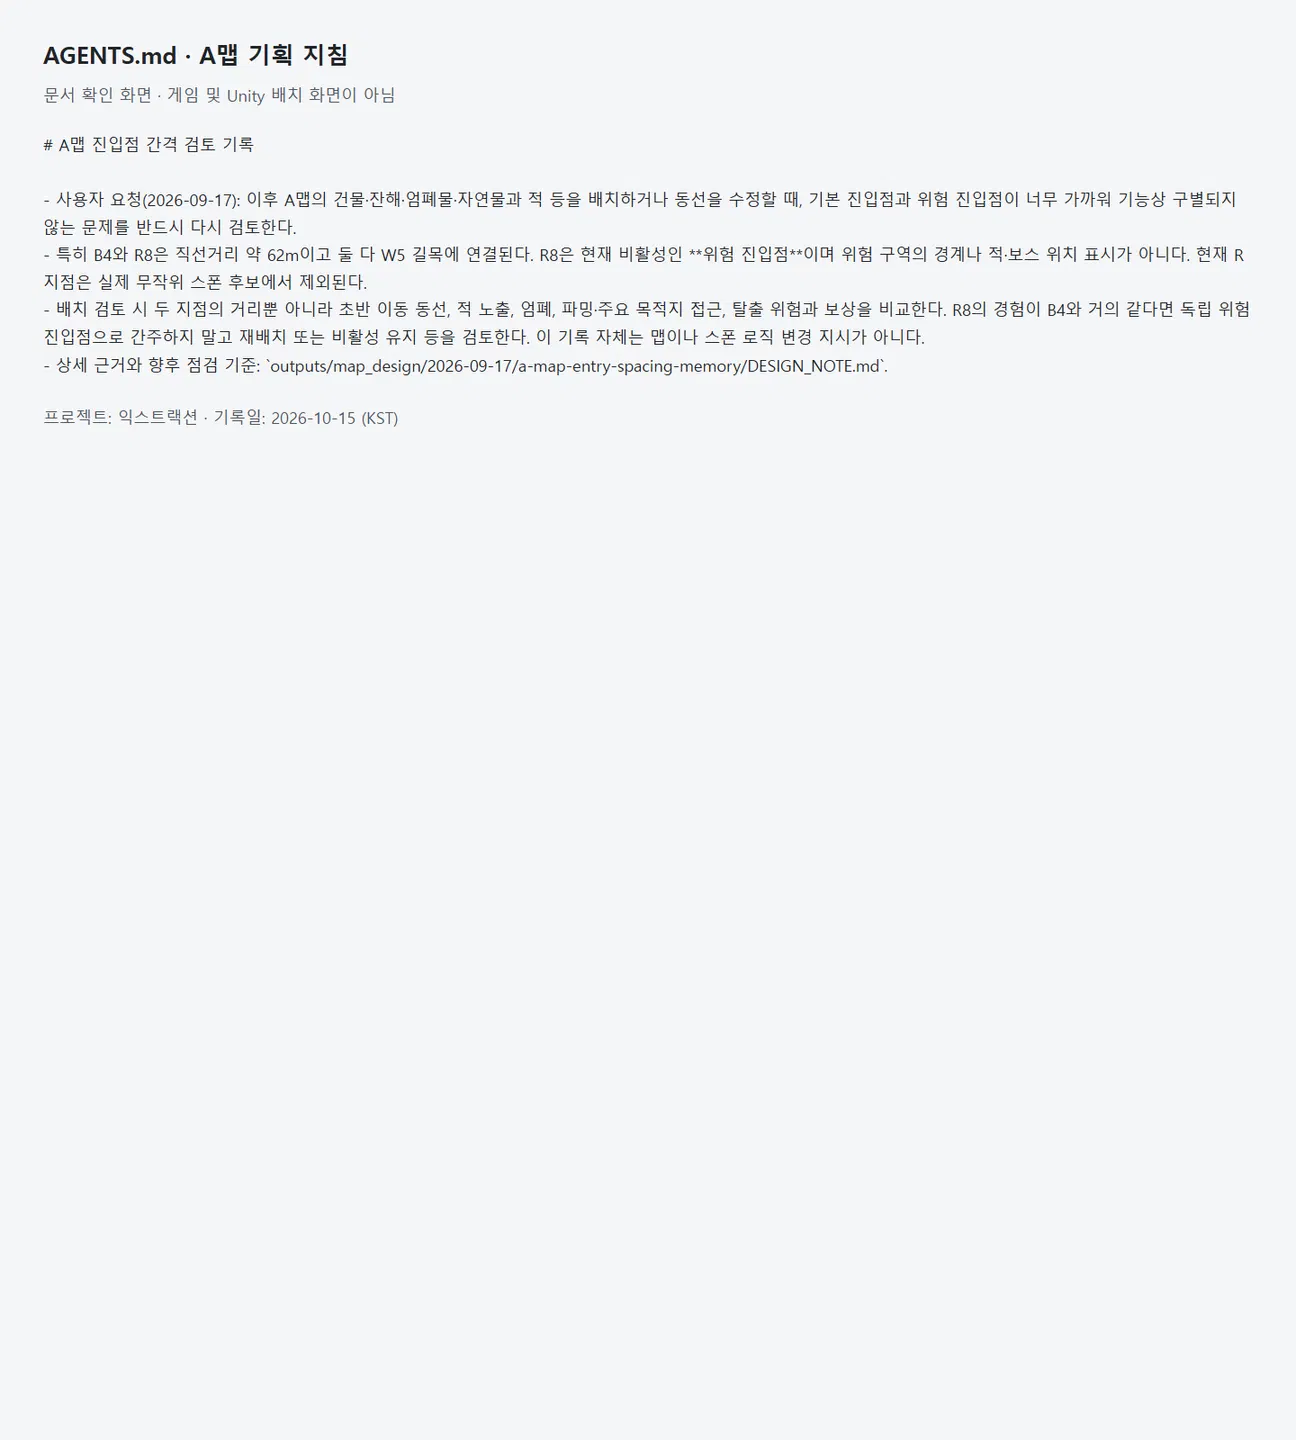 AGENTS.md · A맵 기획 지침
문서 확인 화면 · 게임 및 Unity 배치 화면이 아님
# A맵 진입점 간격 검토 기록
- 사용자 요청(2026-09-17): 이후 A맵의 건물·잔해·엄폐물·자연물과 적 등을 배치하거나 동선을 수정할 때, 기본 진입점과 위험 진입점이 너무 가까워 기능상 구별되지
않는 문제를 반드시 다시 검토한다.
- 특히 B4와 R8은 직선거리 약 62m이고 둘 다 W5 길목에 연결된다. R8은 현재 비활성인 **위험 진입점**이며 위험 구역의 경계나 적·보스 위치 표시가 아니다. 현재 R
지점은 실제 무작위 스폰 후보에서 제외된다.
- 배치 검토 시 두 지점의 거리뿐 아니라 초반 이동 동선, 적 노출, 엄폐, 파밍·주요 목적지 접근, 탈출 위험과 보상을 비교한다. R8의 경험이 B4와 거의 같다면 독립 위험
진입점으로 간주하지 말고 재배치 또는 비활성 유지 등을 검토한다. 이 기록 자체는 맵이나 스폰 로직 변경 지시가 아니다.
- 상세 근거와 향후 점검 기준: `outputs/map_design/2026-09-17/a-map-entry-spacing-memory/DESIGN_NOTE.md`.
프로젝트: 익스트랙션 · 기록일: 2026-10-15 (KST)